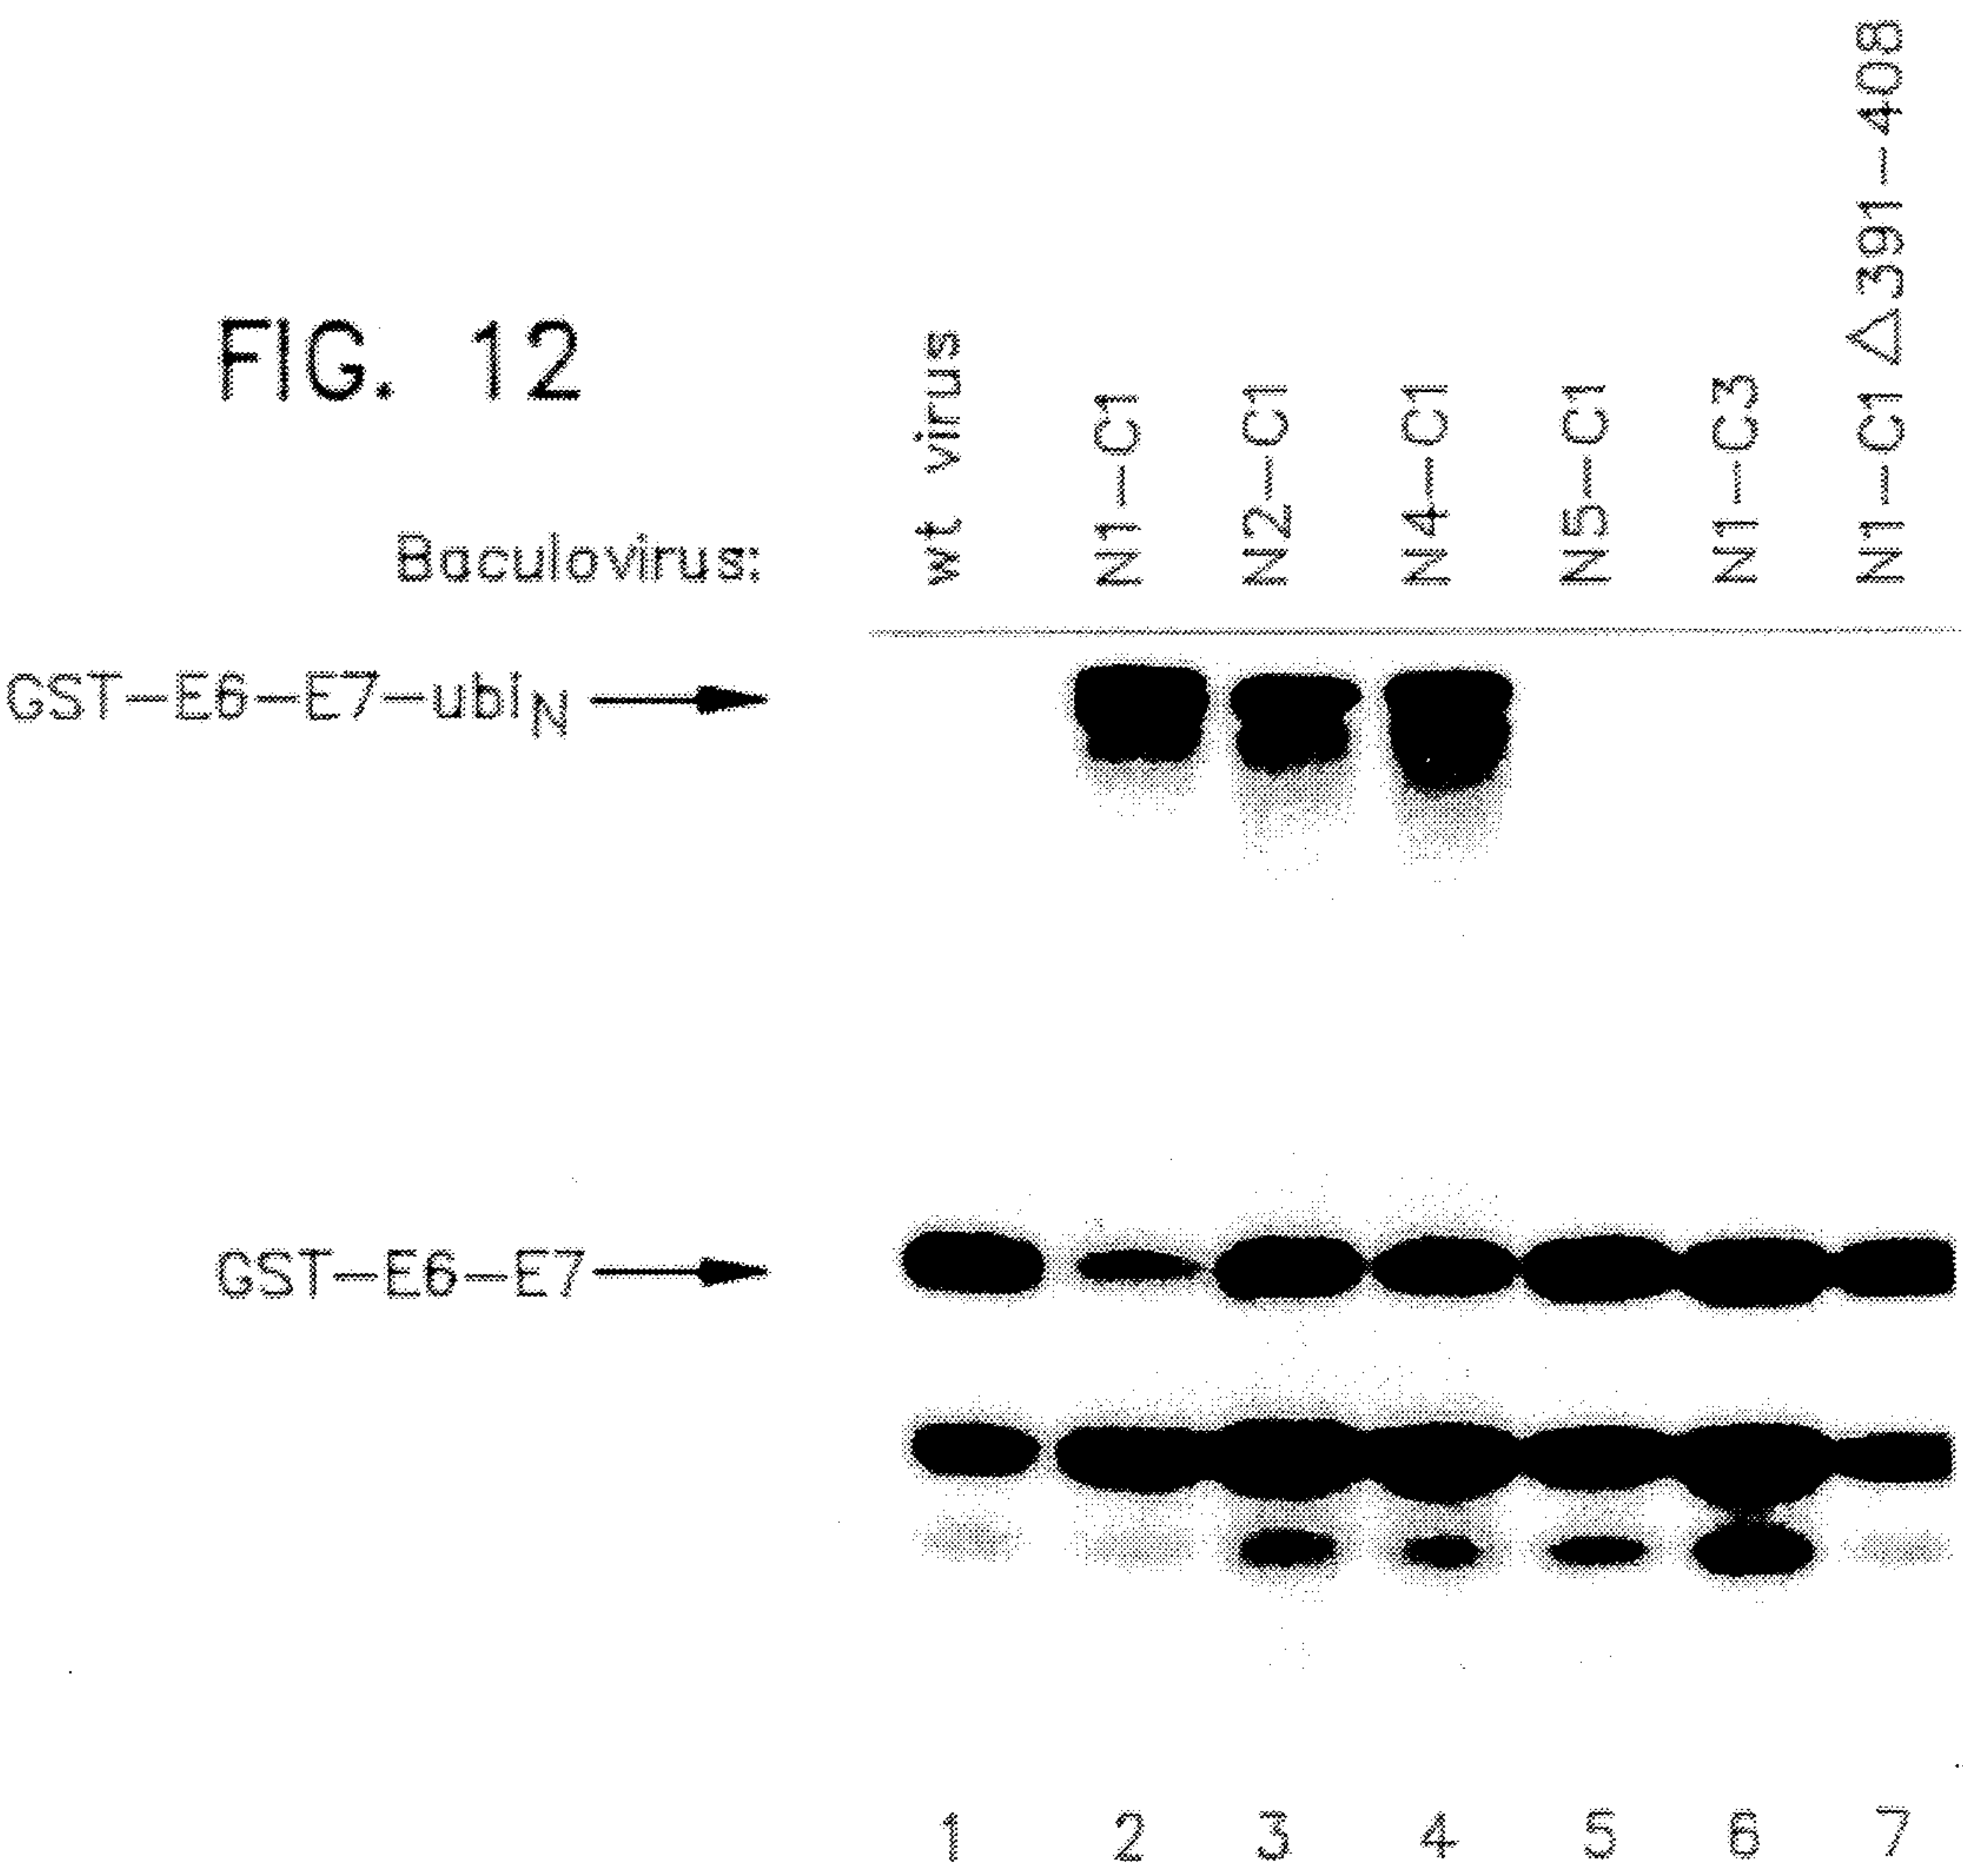 FIG. 12
Baculovirus:
wt virus
N1-C1
N2-C1
N4-C1
N5-C1
N1-C3
N1-C1 △391-408
GST-E6-E7-ubiN
GST-E6-E7
1 2 3 4 5 6 7